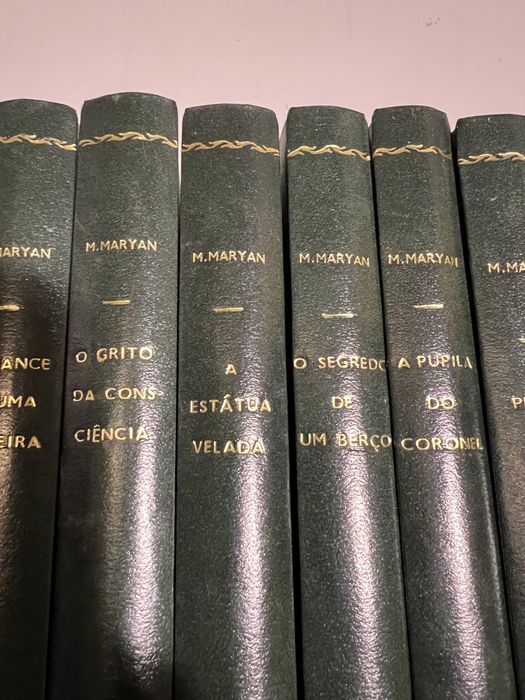 MARYAN
ANCE
UMA
EIRA
M. MARYAN
O GRITO
DA CONS-
CIÊNCIA
M. MARYAN
A
ESTÁTUA
VELADA
M. MARYAN
O SEGREDO
DE
UM BERÇO
M. MARYAN
A PUPILA
DO
CORONEL
M. MA
P